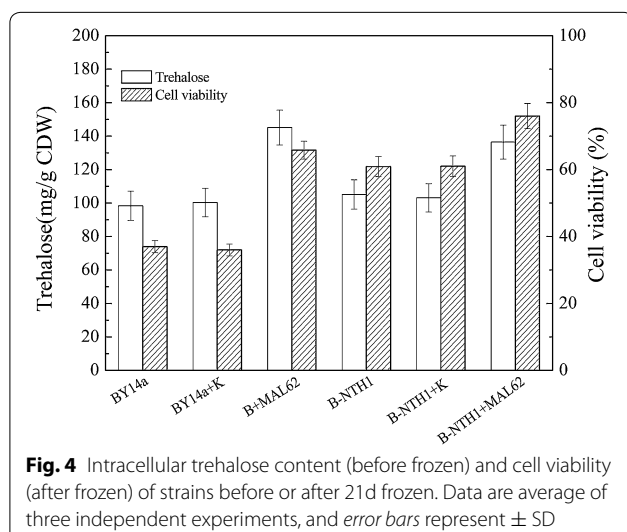 200
180
160
140
120
100
80
60
40
20
0
Trehalose(mg/g CDW)
Trehalose
Cell viability
100
80
60
40
20
0
Cell viability (%)
BY14a
BY14a+K
B+MAL62
B-NTH1
B-NTH1+K
B-NTH1+MAL62
Fig. 4 Intracellular trehalose content (before frozen) and cell viability
(after frozen) of strains before or after 21d frozen. Data are average of
three independent experiments, and error bars represent ± SD